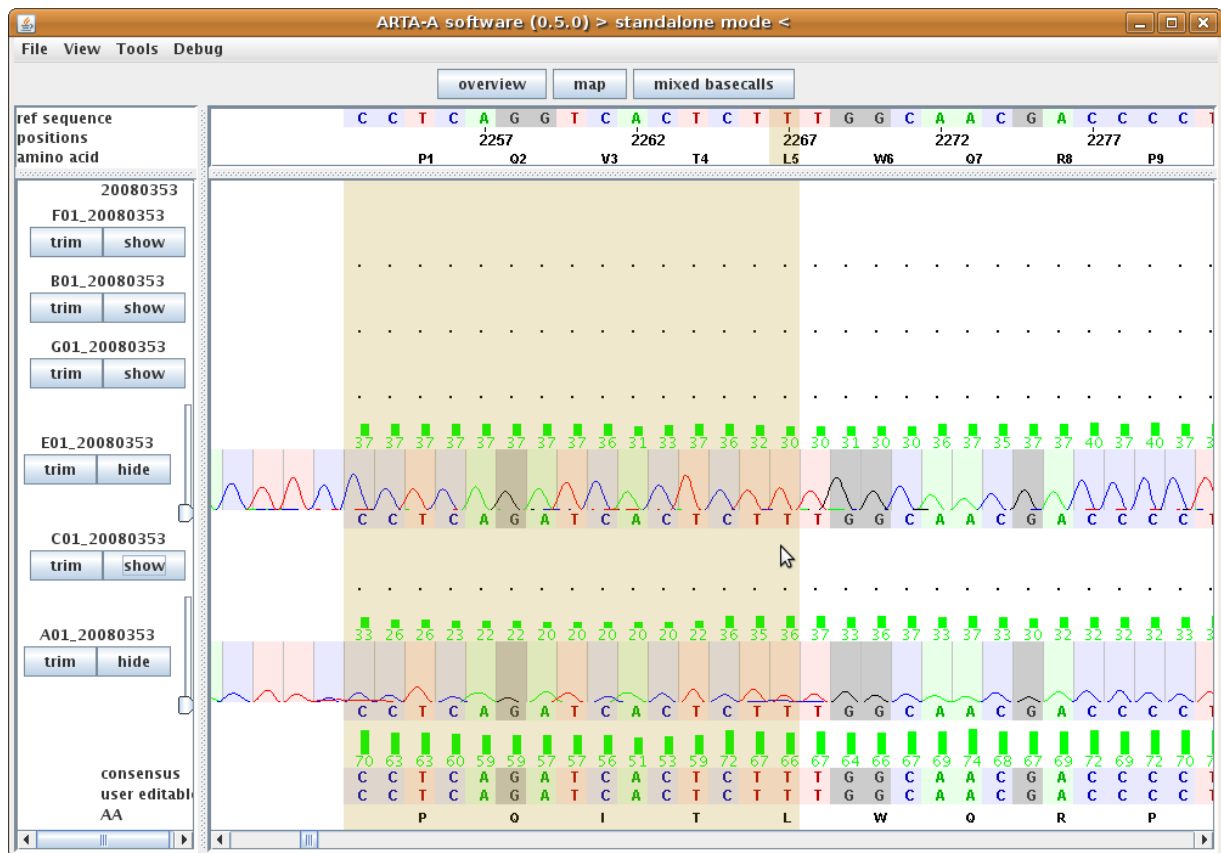 ARTA-A software (0.5.0) > standalone mode <
File View Tools Debug
overview map mixed basecalls
ref sequence C C T C A G G T C A C T C T T T G G C A A C G A C C C C T
positions 2257 2262 2267 2272 2277
amino acid P1 Q2 V3 T4 L5 W6 Q7 R8 P9
20080353
F01_20080353
trim show
B01_20080353
trim show
G01_20080353
trim show
37 37 37 37 37 37 37 37 36 31 33 37 36 32 30 30 31 30 30 36 37 35 37 37 40 37 40 37
E01_20080353
trim hide
C C T C A G A T C A C T C T T T G G C A A C G A C C C C T
C01_20080353
trim show
33 26 26 23 22 22 20 20 20 20 20 22 36 35 36 37 33 36 37 33 37 33 30 32 32 32 32 33
A01_20080353
trim hide
C C T C A G A T C A C T C T T T G G C A A C G A C C C C T
70 63 63 60 59 59 57 57 56 51 53 59 72 67 66 67 64 66 67 69 74 68 67 69 72 69 72 70
consensus C C T C A G A T C A C T C T T T G G C A A C G A C C C C T
user editabl C C T C A G A T C A C T C T T T G G C A A C G A C C C C T
AA P Q I T L W Q R P